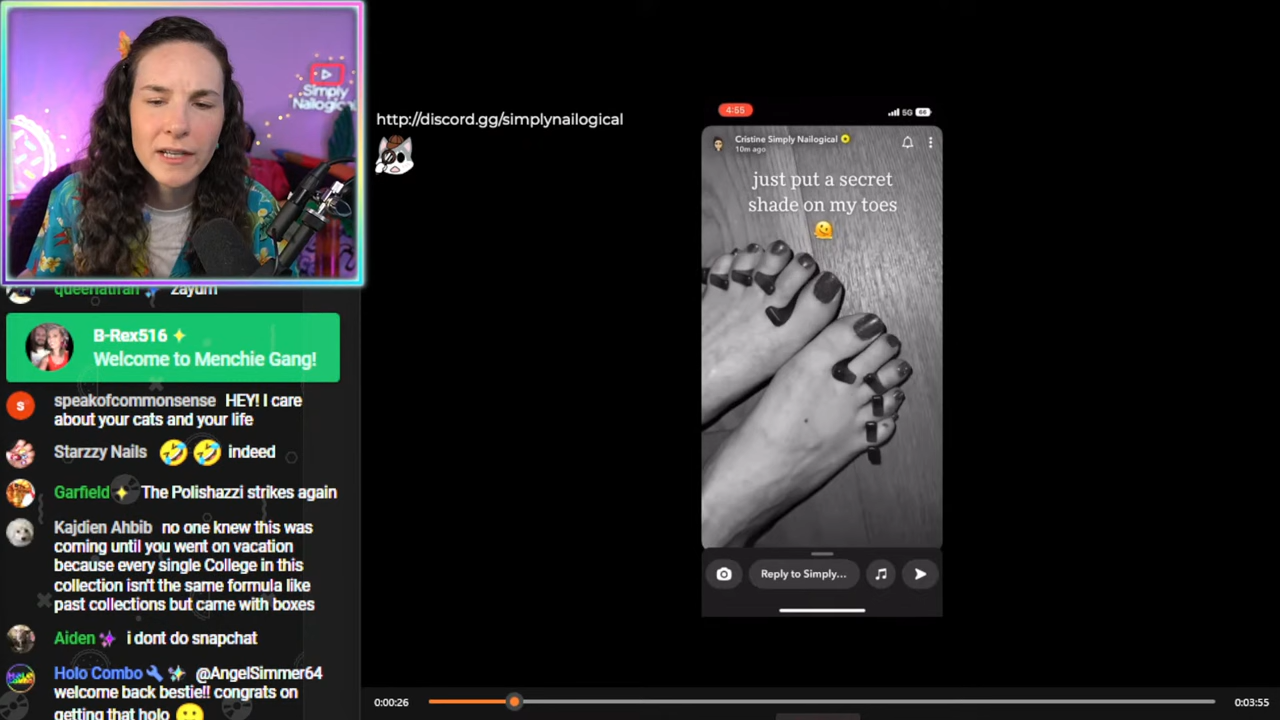 Simply
Nailogical
queenatifah zayum
B-Rex516
Welcome to Menchie Gang!
S
speakofcommonsense HEY! I care
about your cats and your life
Starzzy Nails 🤣 🤣 indeed
Garfield The Polishazzi strikes again
Kajdien Ahbib no one knew this was
coming until you went on vacation
because every single College in this
collection isn't the same formula like
past collections but came with boxes
Aiden i dont do snapchat
Holo Combo @AngelSimmer64
welcome back bestie!! congrats on
getting that holo
http://discord.gg/simplynailogical
4:55
5G 66
Cristine Simply Nailogical
10m ago
just put a secret
shade on my toes
🫠
Reply to Simply...
0:00:26
0:03:55